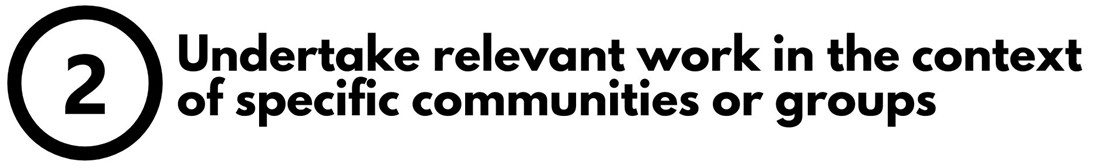 2
Undertake relevant work in the context
of specific communities or groups